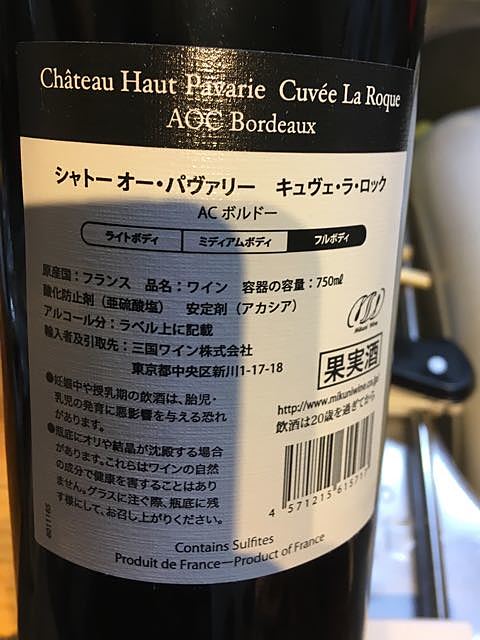 Château Haut Pavarie Cuvée La Roque
AOC Bordeaux
シャトー オー・パヴァリー キュヴェ・ラ・ロック
AC ボルドー
ライトボディ ミディアムボディ フルボディ
原産国：フランス 品名：ワイン 容器の容量：750㎖
酸化防止剤（亜硫酸塩） 安定剤（アカシア）
アルコール分：ラベル上に記載
輸入者及引取先：三国ワイン株式会社
東京都中央区新川1-17-18
Mikuni Wine
果実酒
http://www.mikuniwine.co.jp
飲酒は20歳を過ぎてから
●妊娠中や授乳期の飲酒は、胎児・
乳児の発育に悪影響を与える恐れ
があります。
●瓶底にオリや結晶が沈殿する場合
があります。これらはワインの自然
の成分で健康を害することはあり
ません。グラスに注ぐ際、瓶底に残
す様にして、お召し上がりください。
4 571215 61571
Contains Sulfites
Produit de France—Product of France